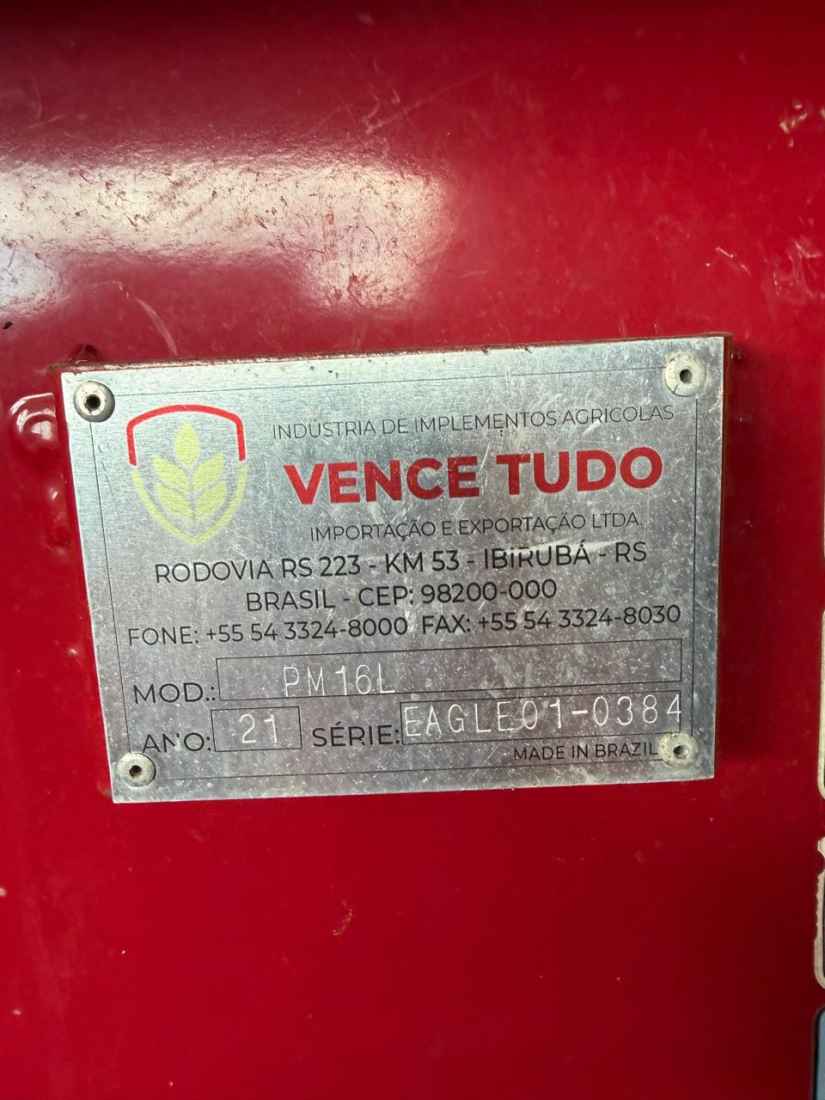 INDÚSTRIA DE IMPLEMENTOS AGRÍCOLAS
VENCE TUDO
IMPORTAÇÃO E EXPORTAÇÃO LTDA.
RODOVIA RS 223 - KM 53 - IBIRUBÁ - RS
BRASIL - CEP: 98200-000
FONE: +55 54 3324-8000 FAX: +55 54 3324-8030
MOD.: PM16L
ANO: 21 SÉRIE: EAGLE01-0384
MADE IN BRAZIL